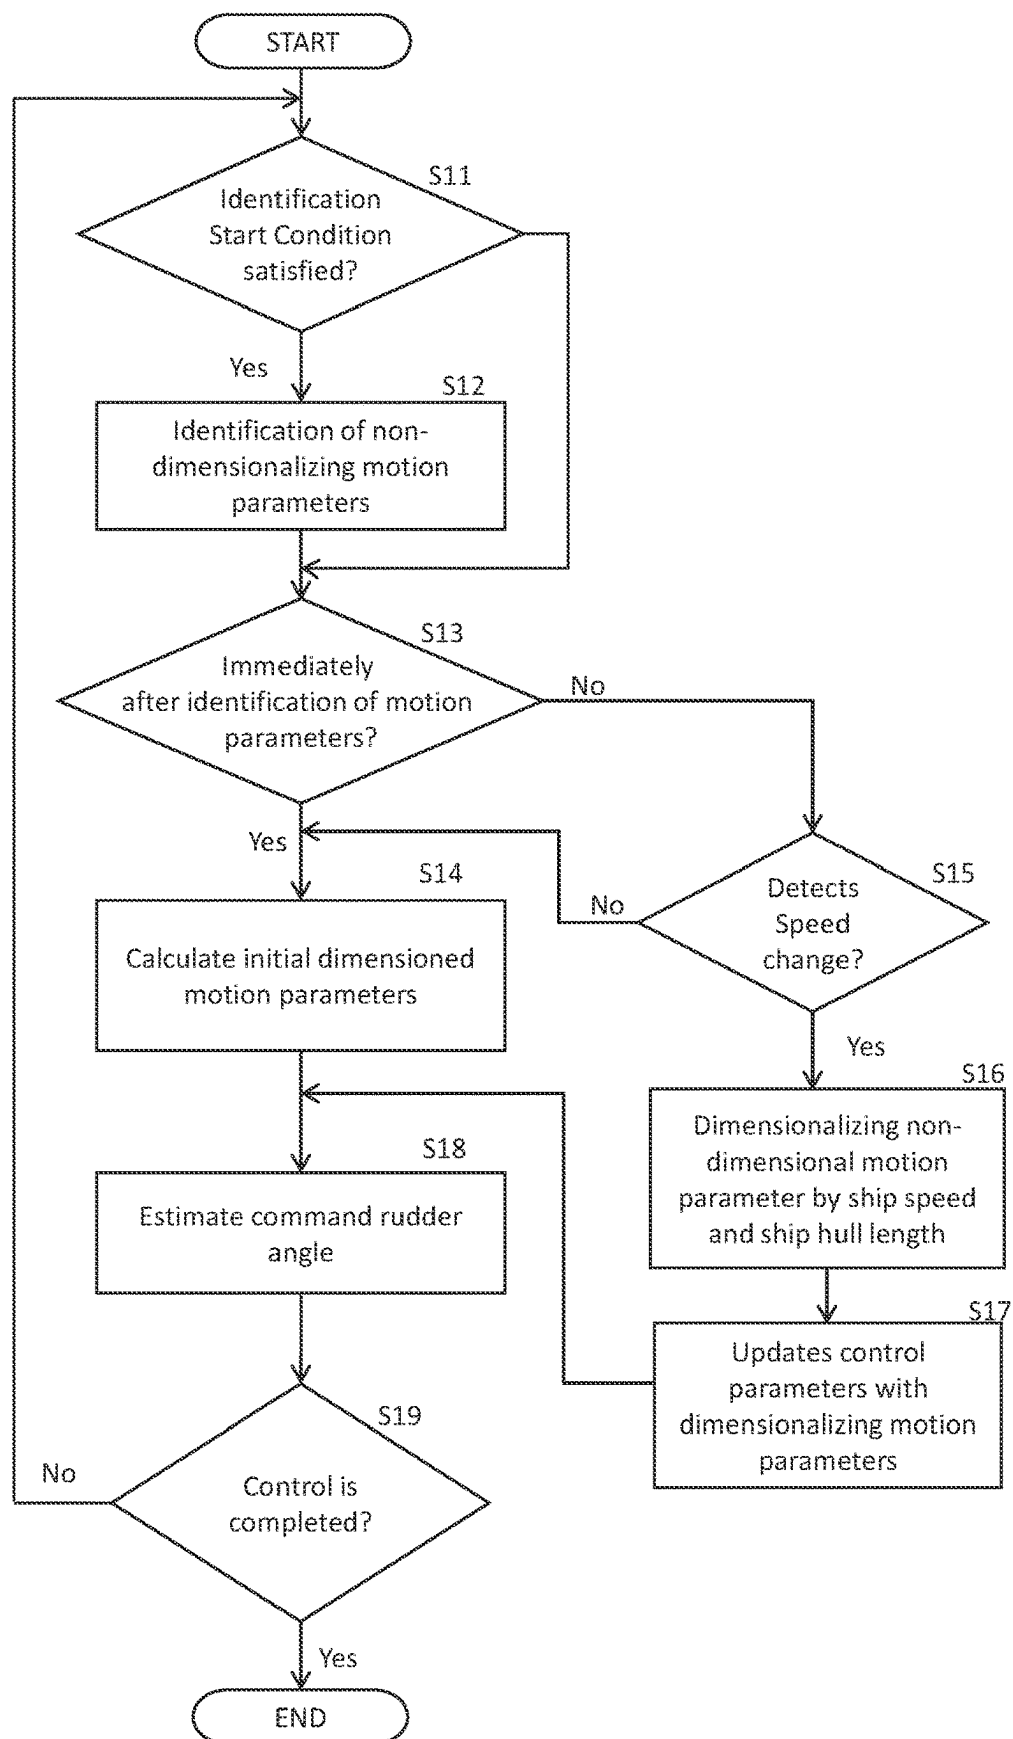 START
S11
Identification
Start Condition
satisfied?
Yes
S12
Identification of non-
dimensionalizing motion
parameters
S13
Immediately
after identification of motion
parameters?
No
Yes
S14
Calculate initial dimensioned
motion parameters
S15
Detects
Speed
change?
No
Yes
S16
Dimensionalizing non-
dimensional motion
parameter by ship speed
and ship hull length
S17
Updates control
parameters with
dimensionalizing motion
parameters
S18
Estimate command rudder
angle
S19
Control is
completed?
No
Yes
END